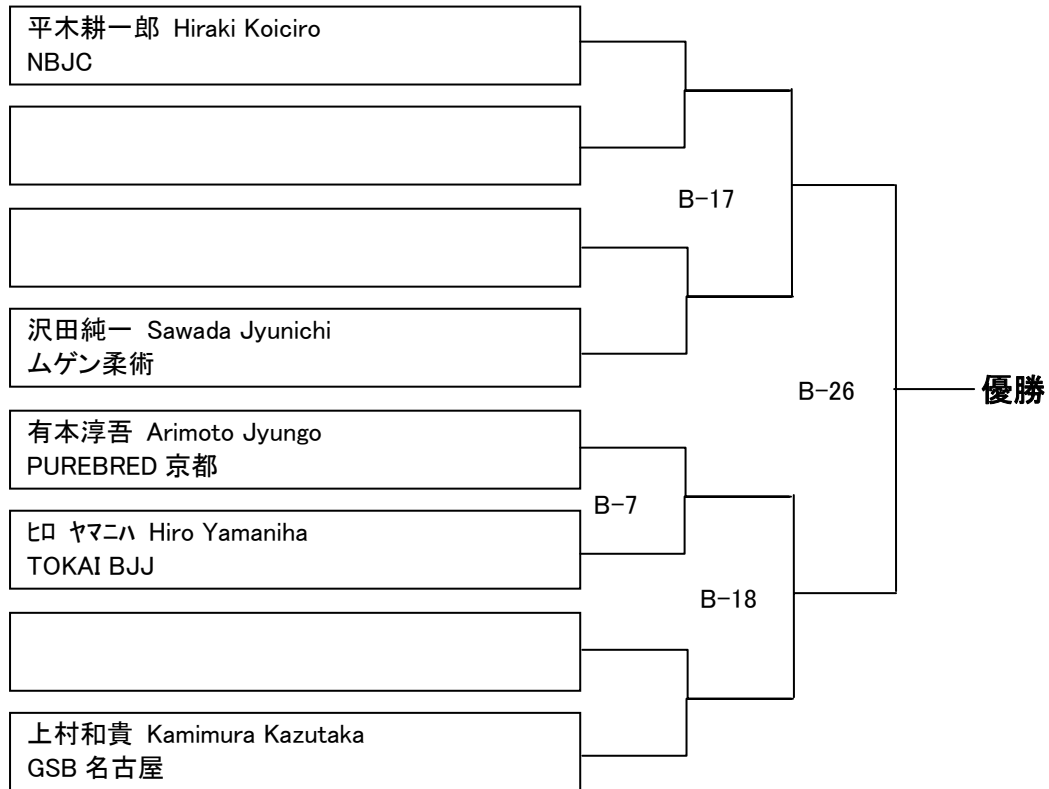 平木耕一郎 Hiraki Koiciro
NBJC
B-17
沢田純一 Sawada Jyunichi
ムゲン柔術
B-26
優勝
有本淳吾 Arimoto Jyungo
PUREBRED 京都
B-7
ﾋﾛ ﾔﾏﾆﾊ Hiro Yamaniha
TOKAI BJJ
B-18
上村和貴 Kamimura Kazutaka
GSB 名古屋